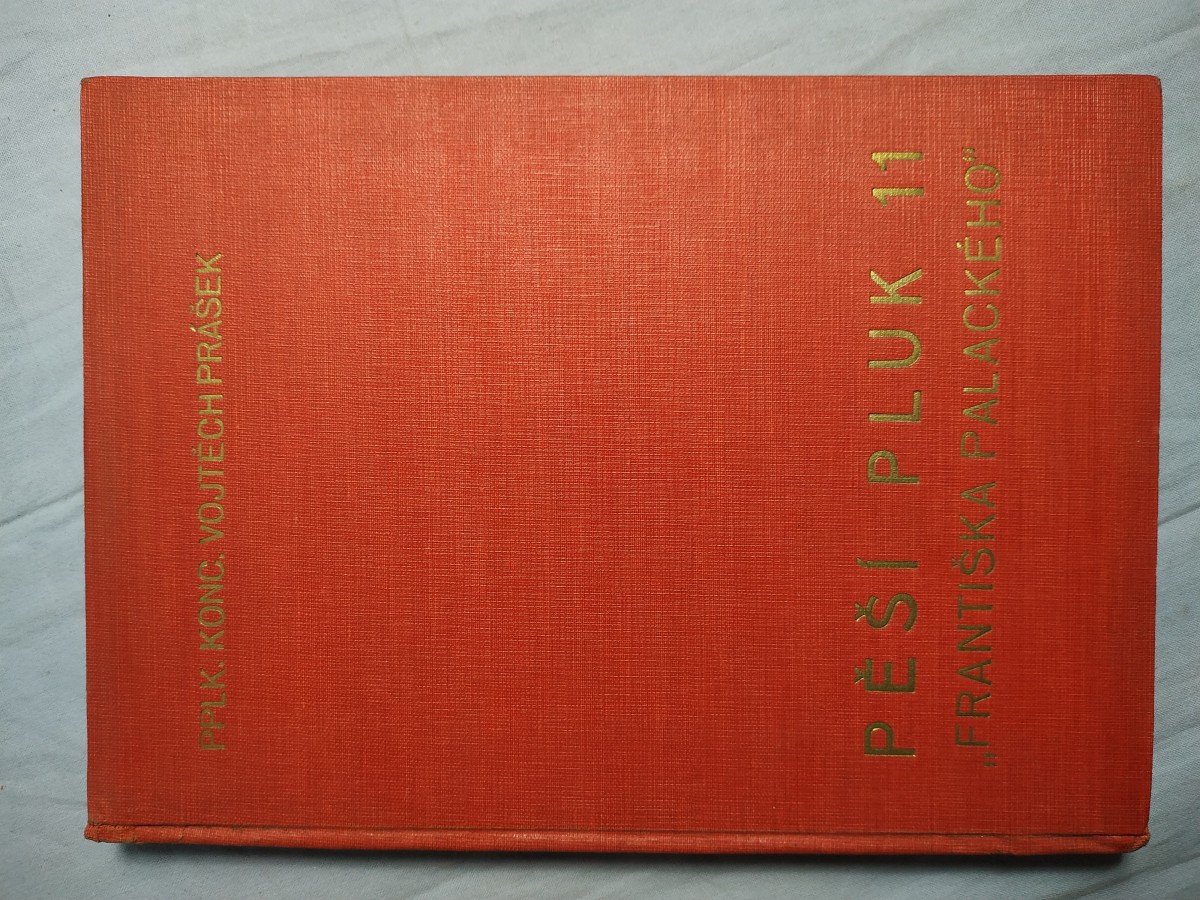 PPLK. KONC. VOJTĚCH PRÁŠEK
PĚŠÍ PLUK 11
„FRANTIŠKA PALACKÉHO“